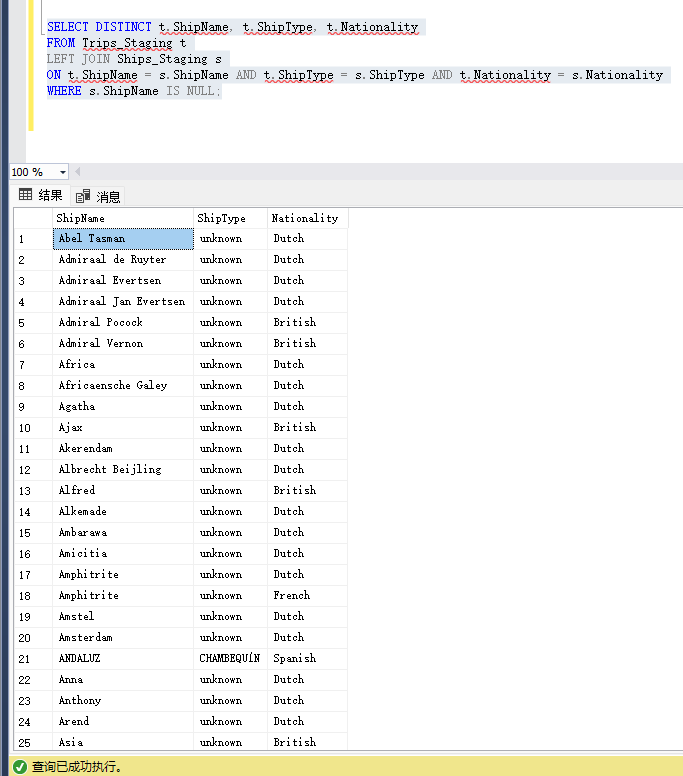 SELECT DISTINCT t.ShipName, t.ShipType, t.Nationality
FROM Trips_Staging t
LEFT JOIN Ships_Staging s
ON t.ShipName = s.ShipName AND t.ShipType = s.ShipType AND t.Nationality = s.Nationality
WHERE s.ShipName IS NULL;
100 %
结果 消息
ShipName ShipType Nationality
1 Abel Tasman unknown Dutch
2 Admiraal de Ruyter unknown Dutch
3 Admiraal Evertsen unknown Dutch
4 Admiraal Jan Evertsen unknown Dutch
5 Admiral Pocock unknown British
6 Admiral Vernon unknown British
7 Africa unknown Dutch
8 Africaensche Galey unknown Dutch
9 Agatha unknown Dutch
10 Ajax unknown British
11 Akerendam unknown Dutch
12 Albrecht Beijling unknown Dutch
13 Alfred unknown British
14 Alkemade unknown Dutch
15 Ambarawa unknown Dutch
16 Amicitia unknown Dutch
17 Amphitrite unknown Dutch
18 Amphitrite unknown French
19 Amstel unknown Dutch
20 Amsterdam unknown Dutch
21 ANDALUZ CHAMBEQUÍN Spanish
22 Anna unknown Dutch
23 Anthony unknown Dutch
24 Arend unknown Dutch
25 Asia unknown British
查询已成功执行。